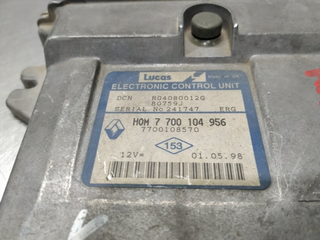 Lucas
ELECTRONIC CONTROL UNIT
DCN R04080012G
80759J
SERIAL No 241747 ERG
HOM 7 700 104 956
7700108570
153
12V= 01.05.98